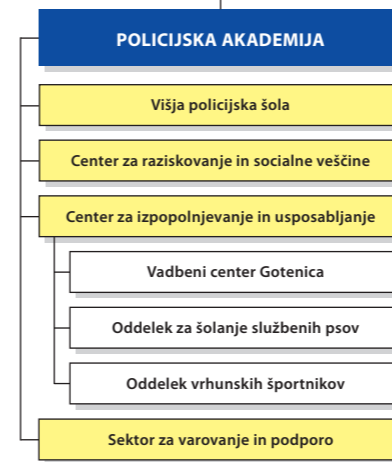 POLICIJSKA AKADEMIJA
Višja policijska šola
Center za raziskovanje in socialne veščine
Center za izpopolnjevanje in usposabljanje
Vadbeni center Gotenica
Oddelek za šolanje službenih psov
Oddelek vrhunskih športnikov
Sektor za varovanje in podporo